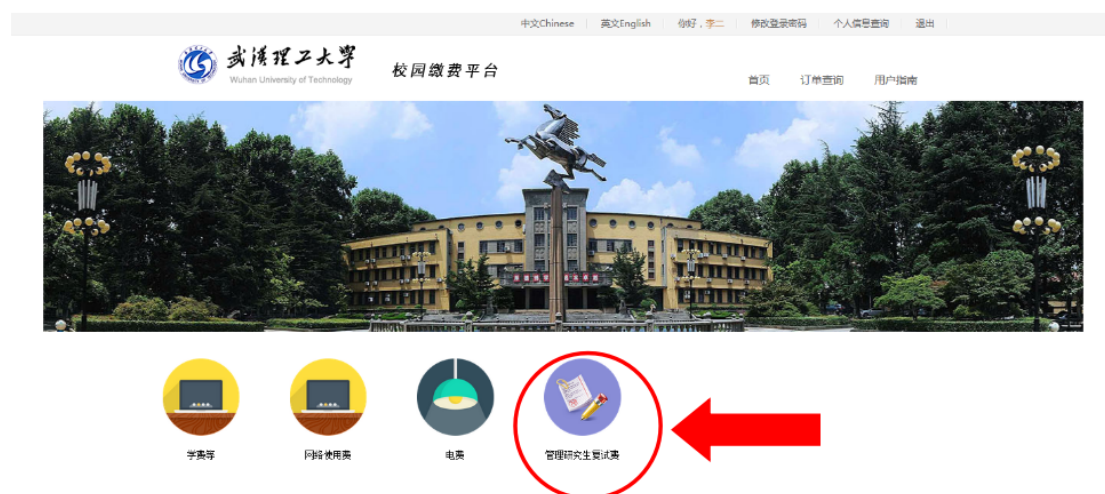 中文Chinese 英文English 你好，李二 修改登录密码 个人信息查询 退出
武汉理工大学
Wuhan University of Technology
校园缴费平台
首页 订单查询 用户指南
学费等 网络使用费 电费 管理研究生复试费